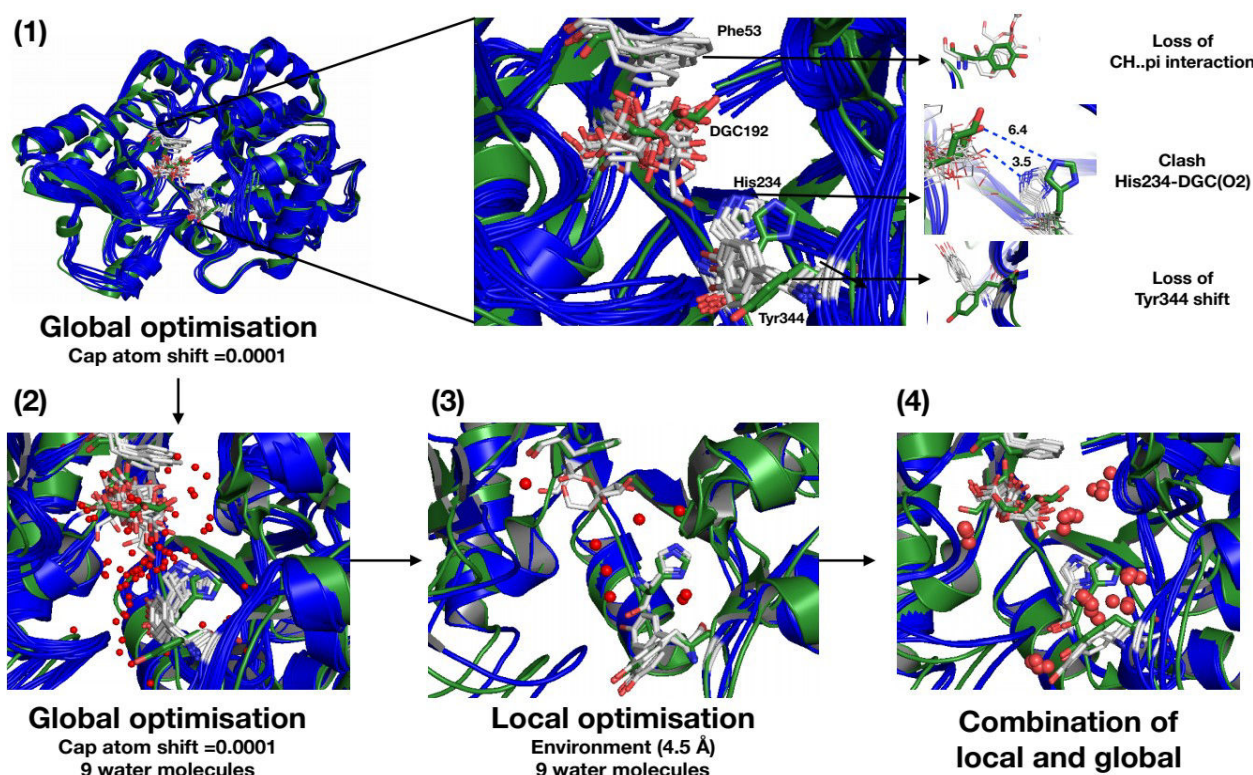 (1)
Phe53
DGC192
His234
Tyr344
Loss of
CH..pi interaction
6.4
3.5
Clash
His234-DGC(O2)
Loss of
Tyr344 shift
Global optimisation
Cap atom shift =0.0001
(2)
(3)
(4)
Global optimisation
Cap atom shift =0.0001
9 water molecules
Local optimisation
Environment (4.5 Å)
9 water molecules
Combination of
local and global